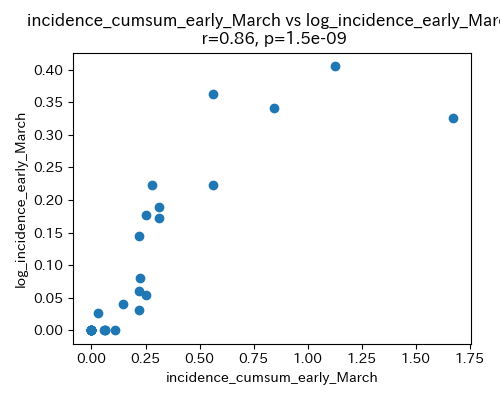 incidence_cumsum_early_March vs log_incidence_early_Mar
r=0.86, p=1.5e-09
0.40
0.35
0.30
0.25
0.20
0.15
0.10
0.05
0.00
log_incidence_early_March
0.00 0.25 0.50 0.75 1.00 1.25 1.50 1.75
incidence_cumsum_early_March